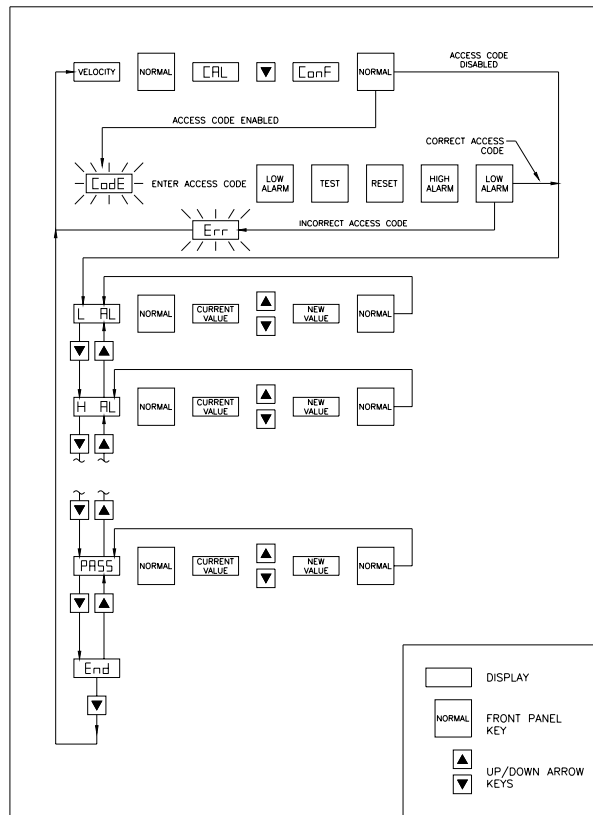 ACCESS CODE
DISABLED
VELOCITY NORMAL CAL ConF NORMAL
ACCESS CODE ENABLED
CORRECT ACCESS
CODE
CodE ENTER ACCESS CODE LOW ALARM TEST RESET HIGH ALARM LOW ALARM
INCORRECT ACCESS CODE
Err
L AL NORMAL CURRENT VALUE NEW VALUE NORMAL
H AL NORMAL CURRENT VALUE NEW VALUE NORMAL
PASS NORMAL CURRENT VALUE NEW VALUE NORMAL
End
DISPLAY
NORMAL FRONT PANEL
KEY
UP/DOWN ARROW
KEYS